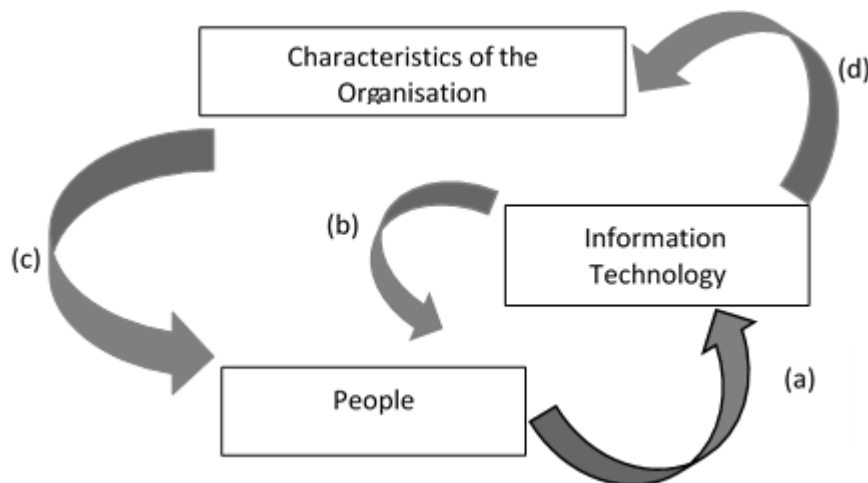 Characteristics of the
Organisation
(d)
(b)
Information
Technology
(c)
(a)
People